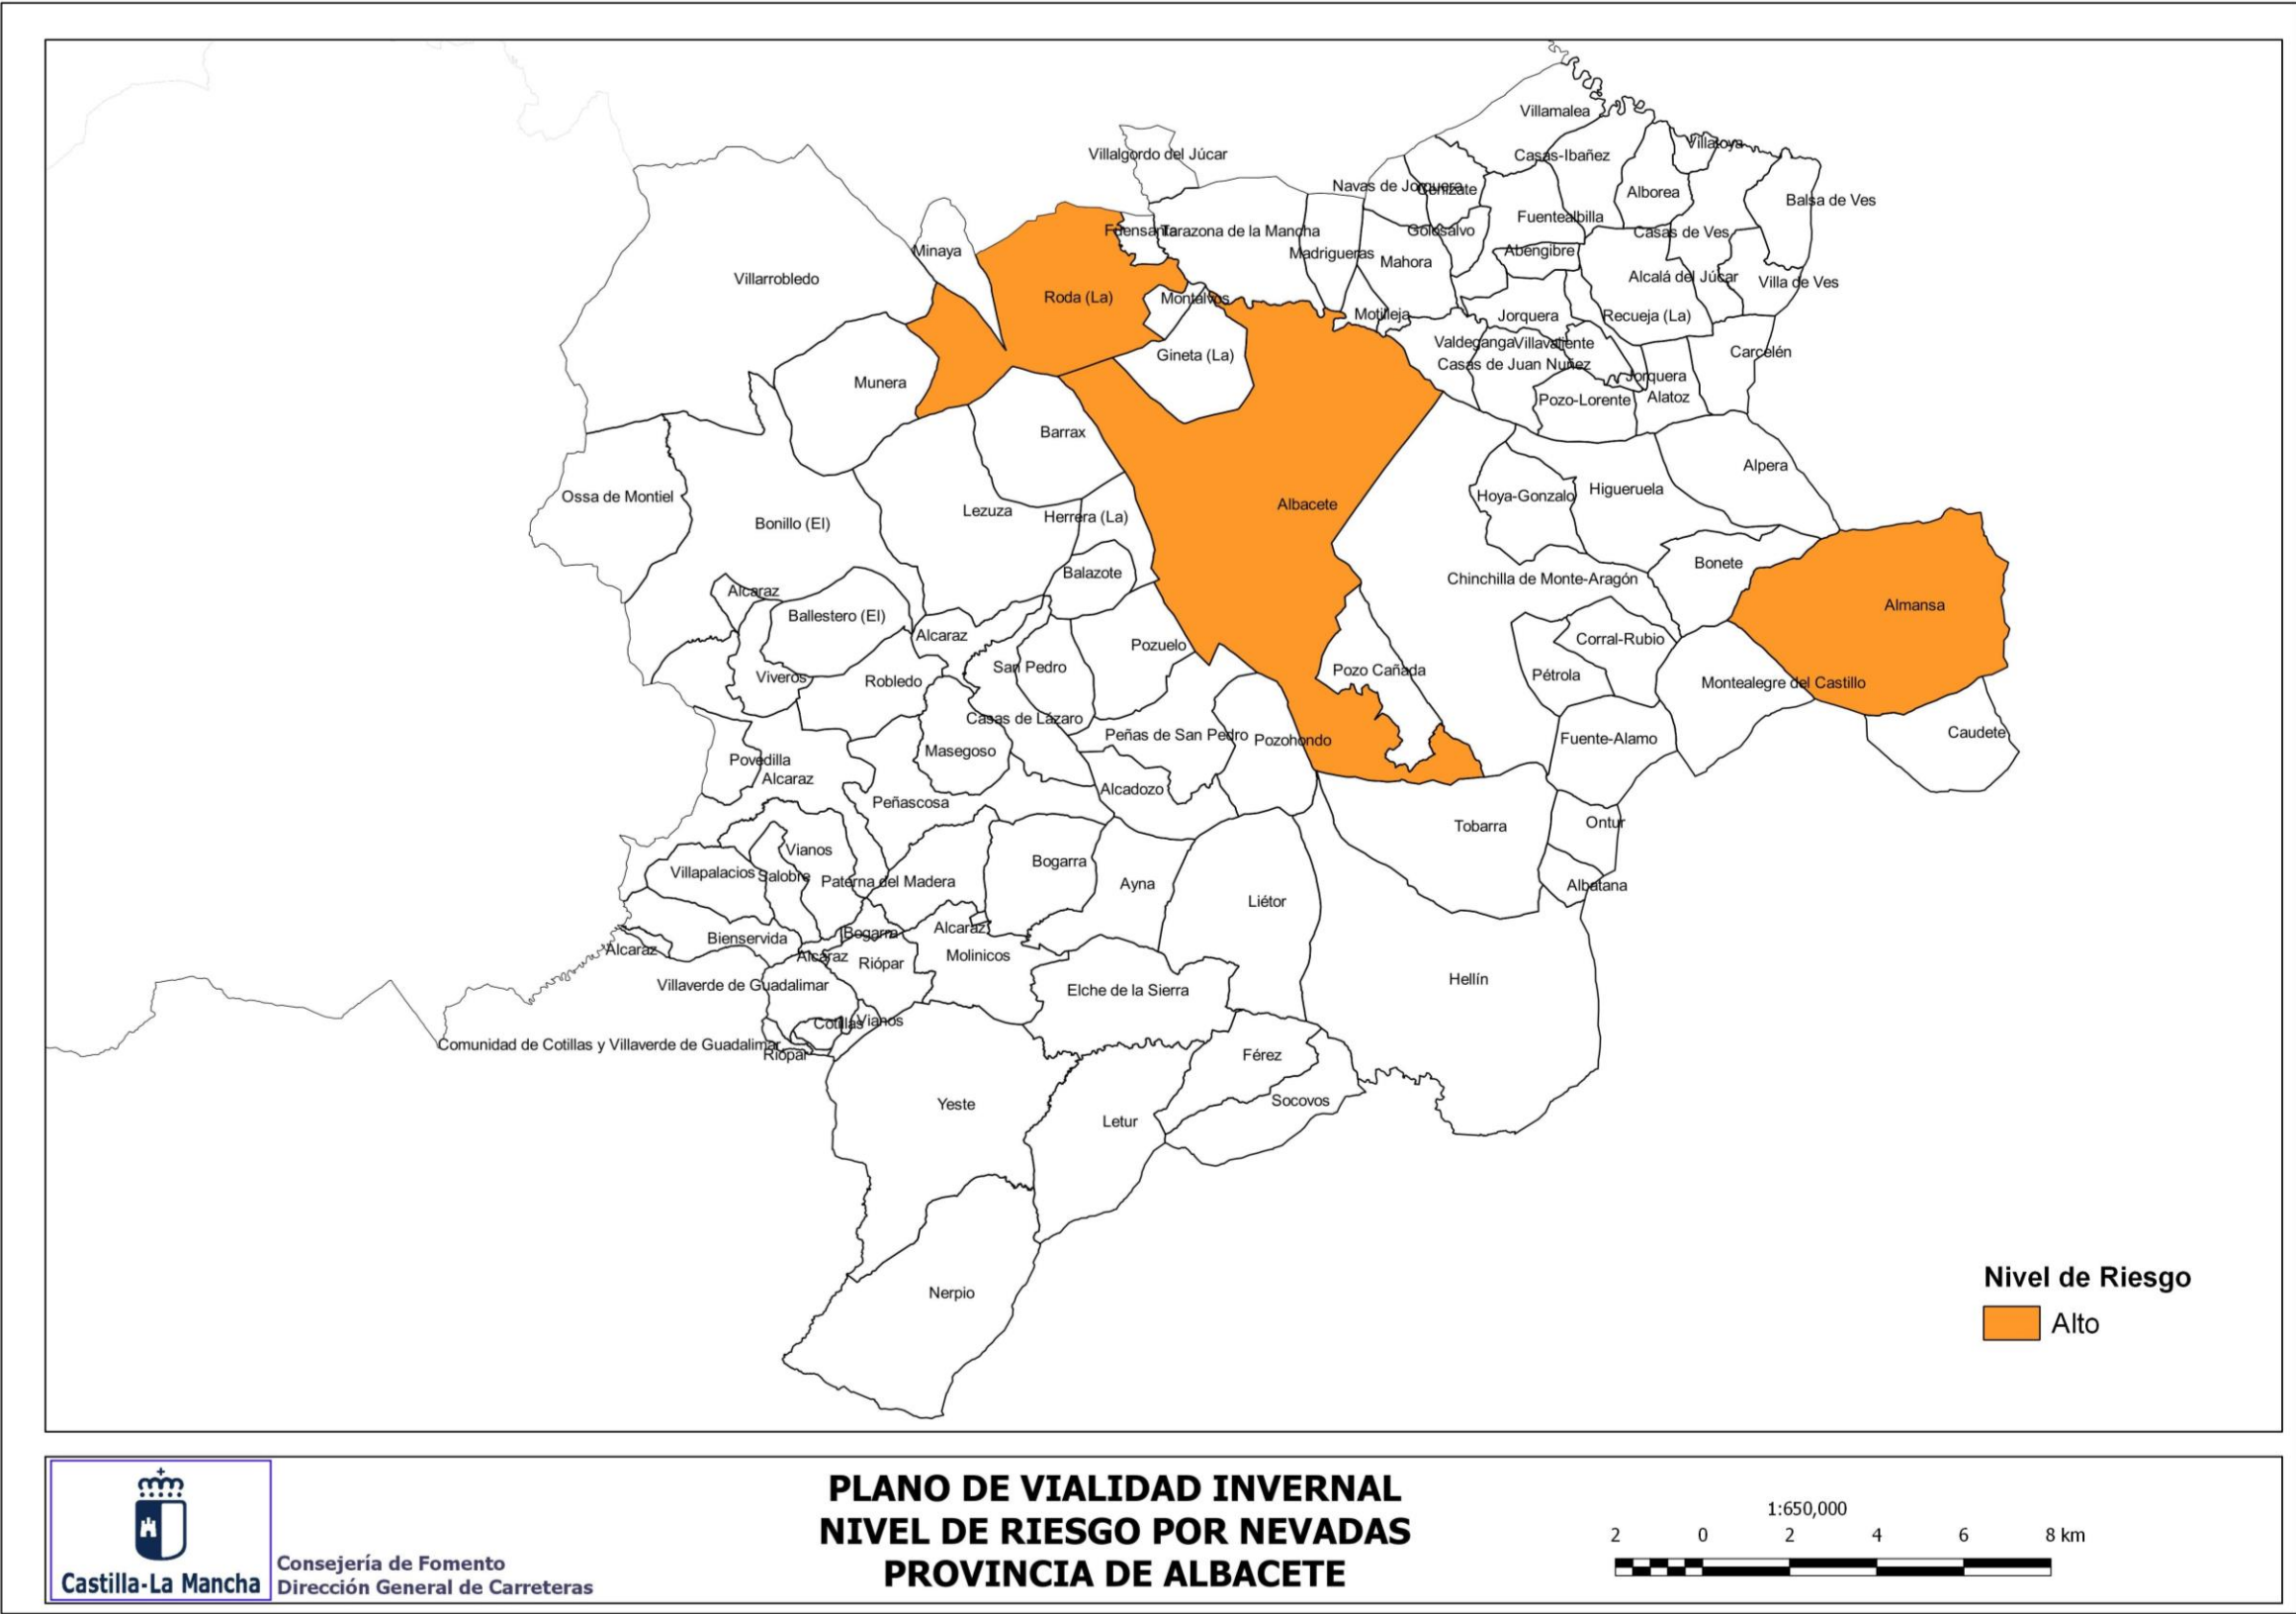 Villamalea
Villalgordo del Júcar
Casas-Ibañez
Villatoya
Navas de Jorquera
Cenizate
Alborea
Balsa de Ves
Fuentealbilla
Fuensanta
Tarazona de la Mancha
Golosalvo
Casas de Ves
Minaya
Madrigueras
Mahora
Abengibre
Villarrobledo
Alcalá del Júcar
Villa de Ves
Roda (La)
Montalvos
Motilleja
Jorquera
Recueja (La)
Valdeganga
Villavaliente
Gineta (La)
Carcelén
Casas de Juan Nuñez
Munera
Jorquera
Pozo-Lorente
Alatoz
Barrax
Alpera
Ossa de Montiel
Hoya-Gonzalo
Higueruela
Albacete
Lezuza
Herrera (La)
Bonillo (El)
Bonete
Balazote
Chinchilla de Monte-Aragón
Alcaraz
Almansa
Ballestero (El)
Alcaraz
Corral-Rubio
Pozuelo
San Pedro
Pozo Cañada
Pétrola
Viveros
Robledo
Montealegre del Castillo
Casas de Lázaro
Peñas de San Pedro
Pozohondo
Fuente-Alamo
Caudete
Masegoso
Povedilla
Alcaraz
Alcadozo
Peñascosa
Tobarra
Ontur
Vianos
Bogarra
Villapalacios
Salobre
Paterna del Madera
Ayna
Albatana
Liétor
Alcaraz
Bogarra
Bienservida
Alcaraz
Alcaraz
Riópar
Molinicos
Hellín
Villaverde de Guadalimar
Elche de la Sierra
Cotillas
Vianos
Comunidad de Cotillas y Villaverde de Guadalimar
Riópar
Férez
Socovos
Yeste
Letur
Nerpio
Nivel de Riesgo
Alto
Castilla-La Mancha
Consejería de Fomento
Dirección General de Carreteras
PLANO DE VIALIDAD INVERNAL
NIVEL DE RIESGO POR NEVADAS
PROVINCIA DE ALBACETE
1:650,000
2 0 2 4 6 8 km